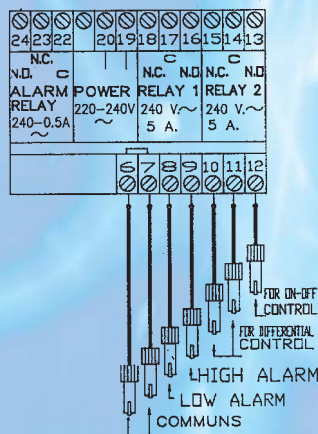 24 23 22 20 19 18 17 16 15 14 13
N.C. C C
N.O. C N.C. N.O. N.C. N.O
ALARM POWER RELAY 1 RELAY 2
RELAY 220-240V 240 V.~ 240 V.~
240-0.5A ~ 5 A. 5 A.
~
6 7 8 9 10 11 12
FOR ON-OFF
CONTROL
FOR DIFFERENTIAL
CONTROL
HIGH ALARM
LOW ALARM
COMMUNS